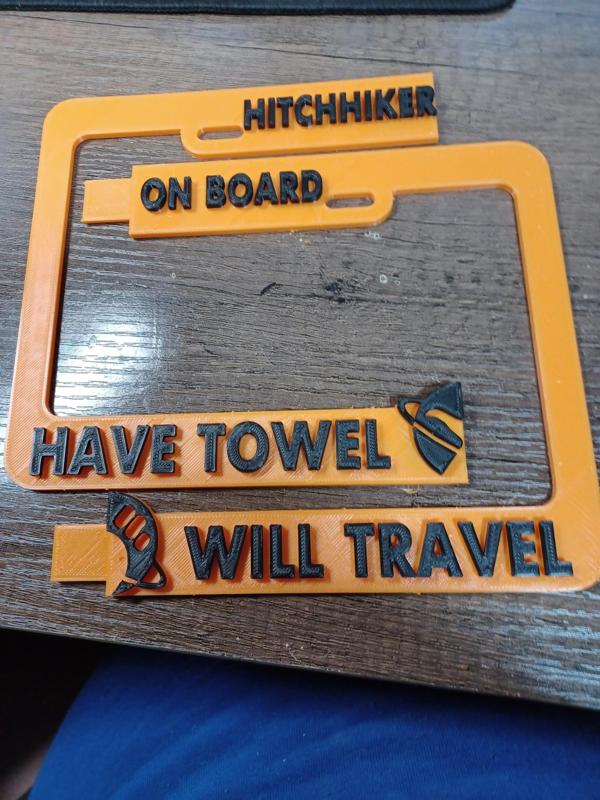 HITCHHIKER
ON BOARD
HAVE TOWEL
WILL TRAVEL